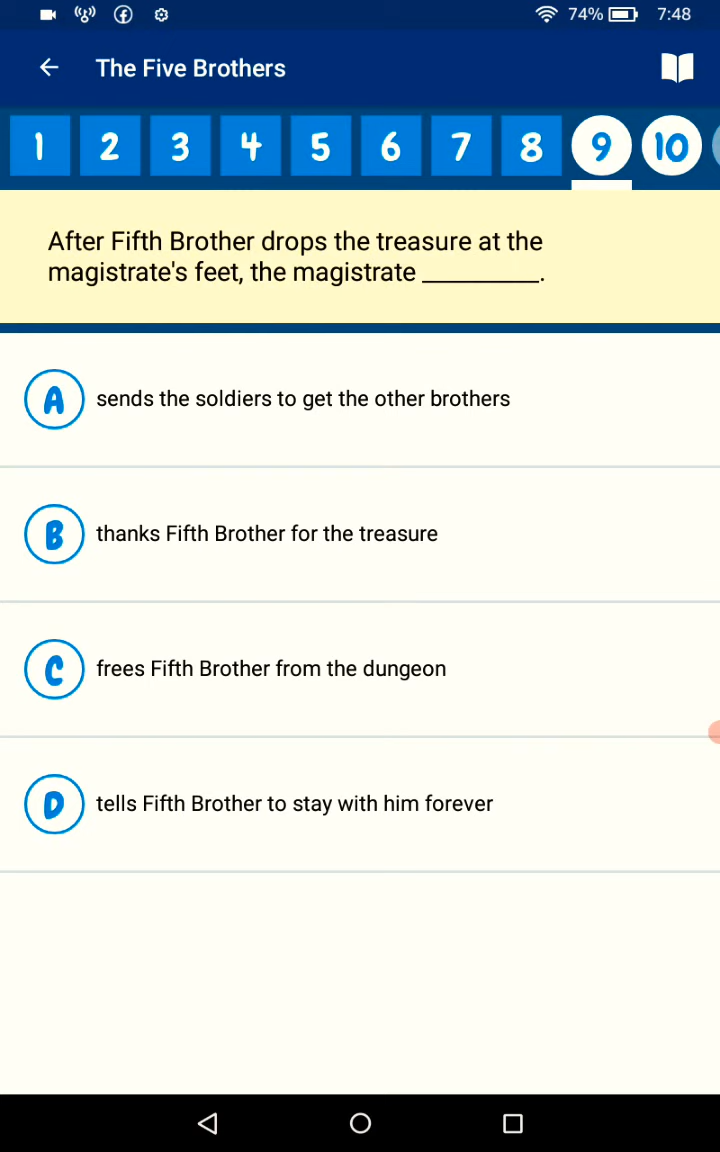 74% 7:48
The Five Brothers
1 2 3 4 5 6 7 8 9 10
After Fifth Brother drops the treasure at the
magistrate's feet, the magistrate _________.
A sends the soldiers to get the other brothers
B thanks Fifth Brother for the treasure
C frees Fifth Brother from the dungeon
D tells Fifth Brother to stay with him forever